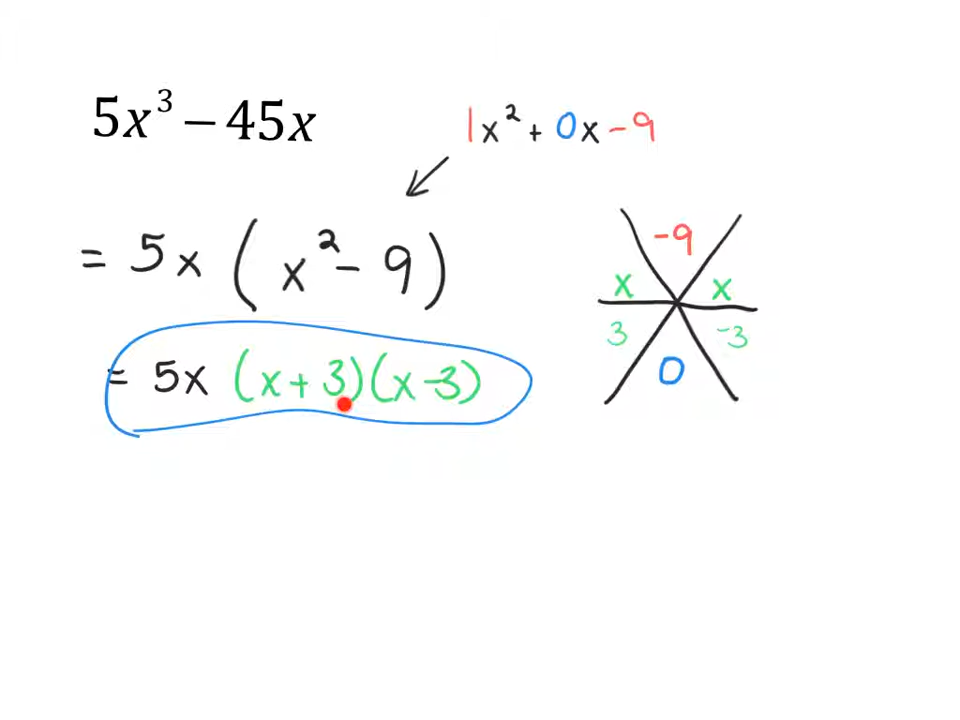 5x³ − 45x
1x² + 0x - 9
= 5x ( x² - 9 )
-9
x x
3 -3
0
= 5x (x + 3)(x - 3)